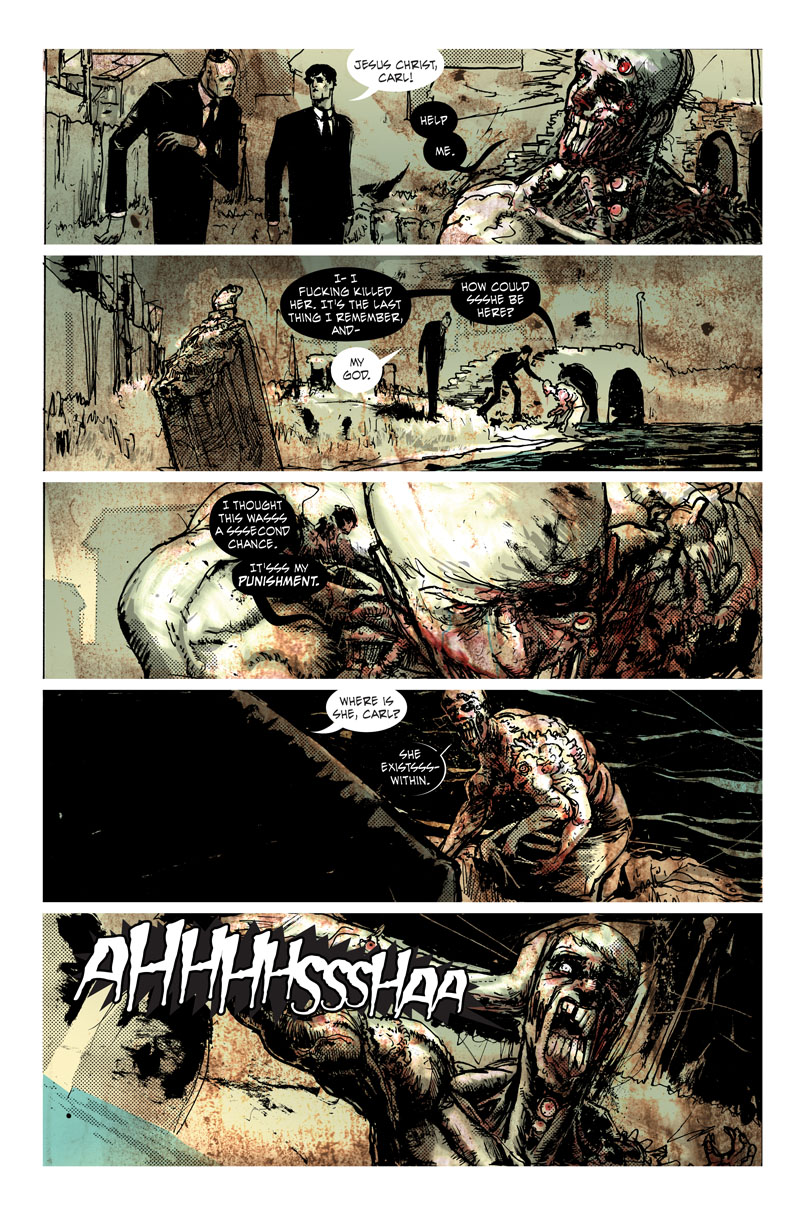 JESUS CHRIST,
CARL!
HELP
ME.
I- I
FUCKING KILLED
HER. IT'S THE LAST
THING I REMEMBER,
AND-
HOW COULD
SSSHE BE
HERE?
MY
GOD.
I THOUGHT
THIS WASSS
A SSSECOND
CHANCE.
IT'SSS MY
PUNISHMENT.
WHERE IS
SHE, CARL?
SHE
EXISTSSS-
WITHIN.
AHHHHHSSSHAA